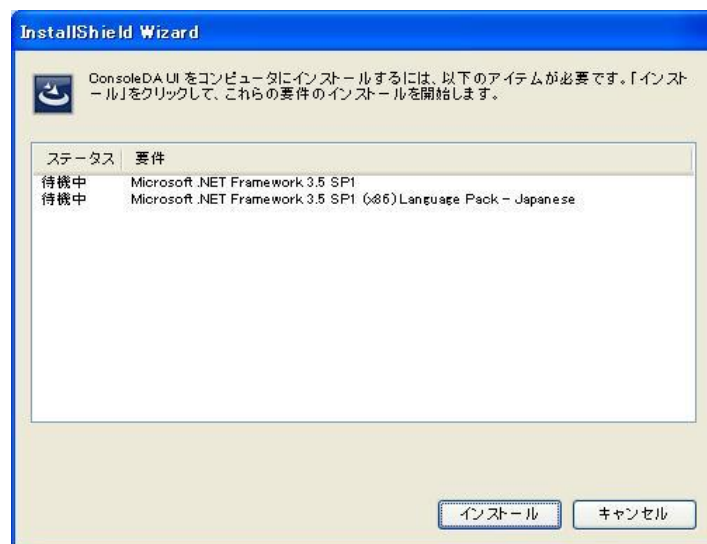 InstallShield Wizard
ConsoleDA UI をコンピュータにインストールするには、以下のアイテムが必要です。「インスト
ール」をクリックして、これらの要件のインストールを開始します。
ステータス 要件
待機中 Microsoft .NET Framework 3.5 SP1
待機中 Microsoft .NET Framework 3.5 SP1 (x86) Language Pack - Japanese
インストール キャンセル